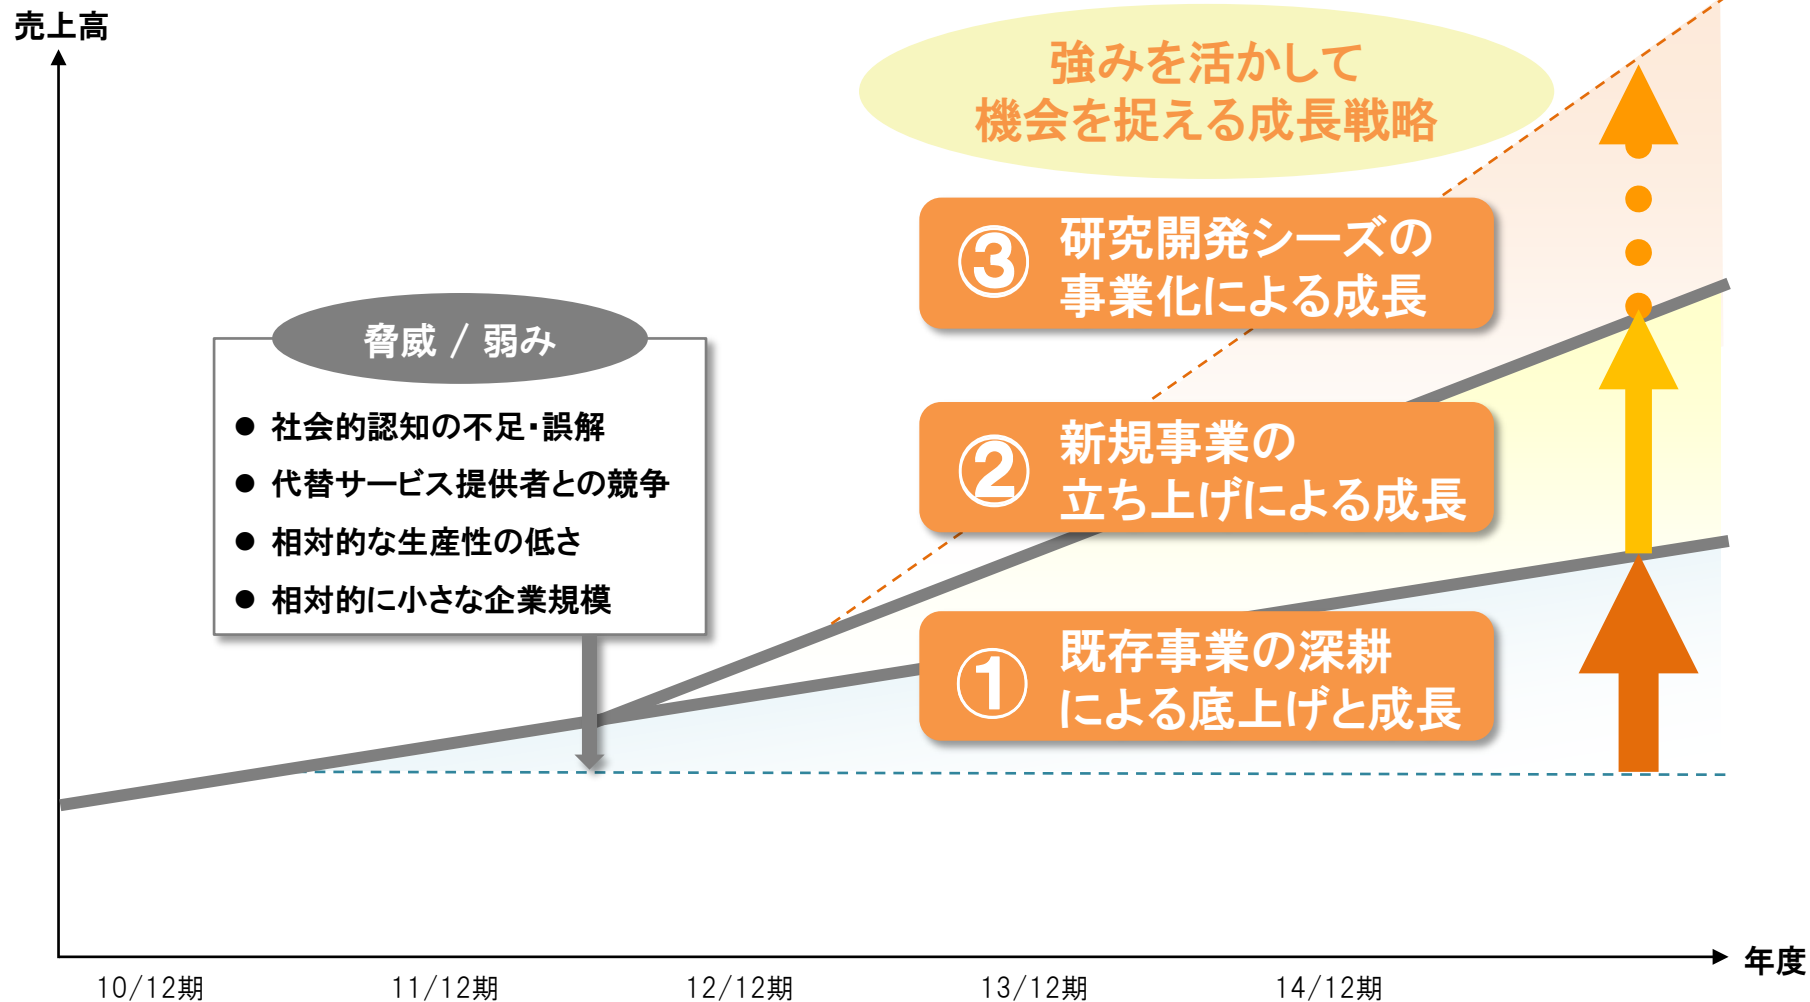 売上高
強みを活かして
機会を捉える成長戦略
③ 研究開発シーズの
事業化による成長
脅威 / 弱み
● 社会的認知の不足・誤解
● 代替サービス提供者との競争
● 相対的な生産性の低さ
● 相対的に小さな企業規模
② 新規事業の
立ち上げによる成長
① 既存事業の深耕
による底上げと成長
年度
10/12期 11/12期 12/12期 13/12期 14/12期